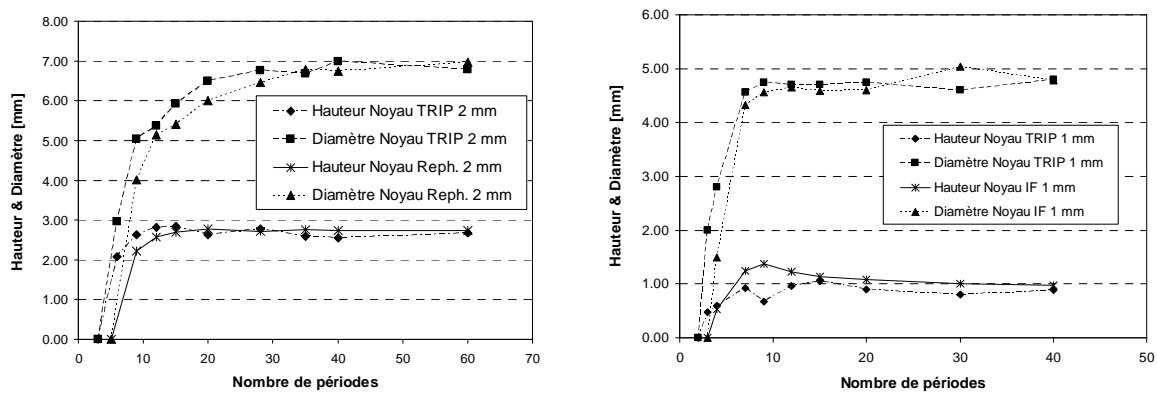 8.00
7.00
6.00
5.00
4.00
3.00
2.00
1.00
0.00
0
10
20
30
40
50
60
70
Hauteur & Diamètre [mm]
Nombre de périodes
Hauteur Noyau TRIP 2 mm
Diamètre Noyau TRIP 2 mm
Hauteur Noyau Reph. 2 mm
Diamètre Noyau Reph. 2 mm
6.00
5.00
4.00
3.00
2.00
1.00
0.00
0
10
20
30
40
50
Hauteur & Diamètre [mm]
Nombre de périodes
Hauteur Noyau TRIP 1 mm
Diamètre Noyau TRIP 1 mm
Hauteur Noyau IF 1 mm
Diamètre Noyau IF 1 mm